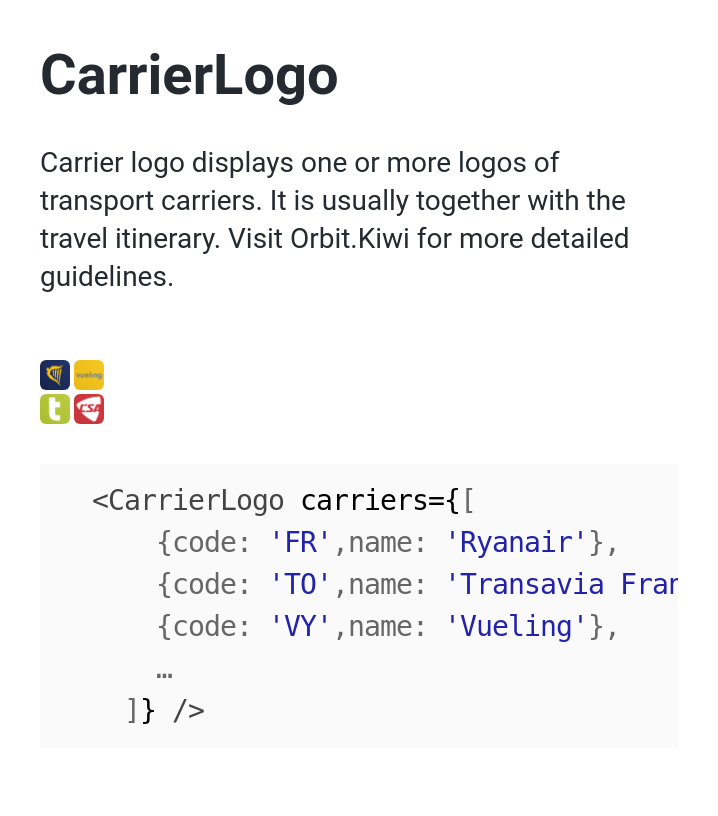 CarrierLogo
Carrier logo displays one or more logos of
transport carriers. It is usually together with the
travel itinerary. Visit Orbit.Kiwi for more detailed
guidelines.
vueling
t CSA
<CarrierLogo carriers={[
{code: 'FR',name: 'Ryanair'},
{code: 'TO',name: 'Transavia Fran
{code: 'VY',name: 'Vueling'},
…
]} />